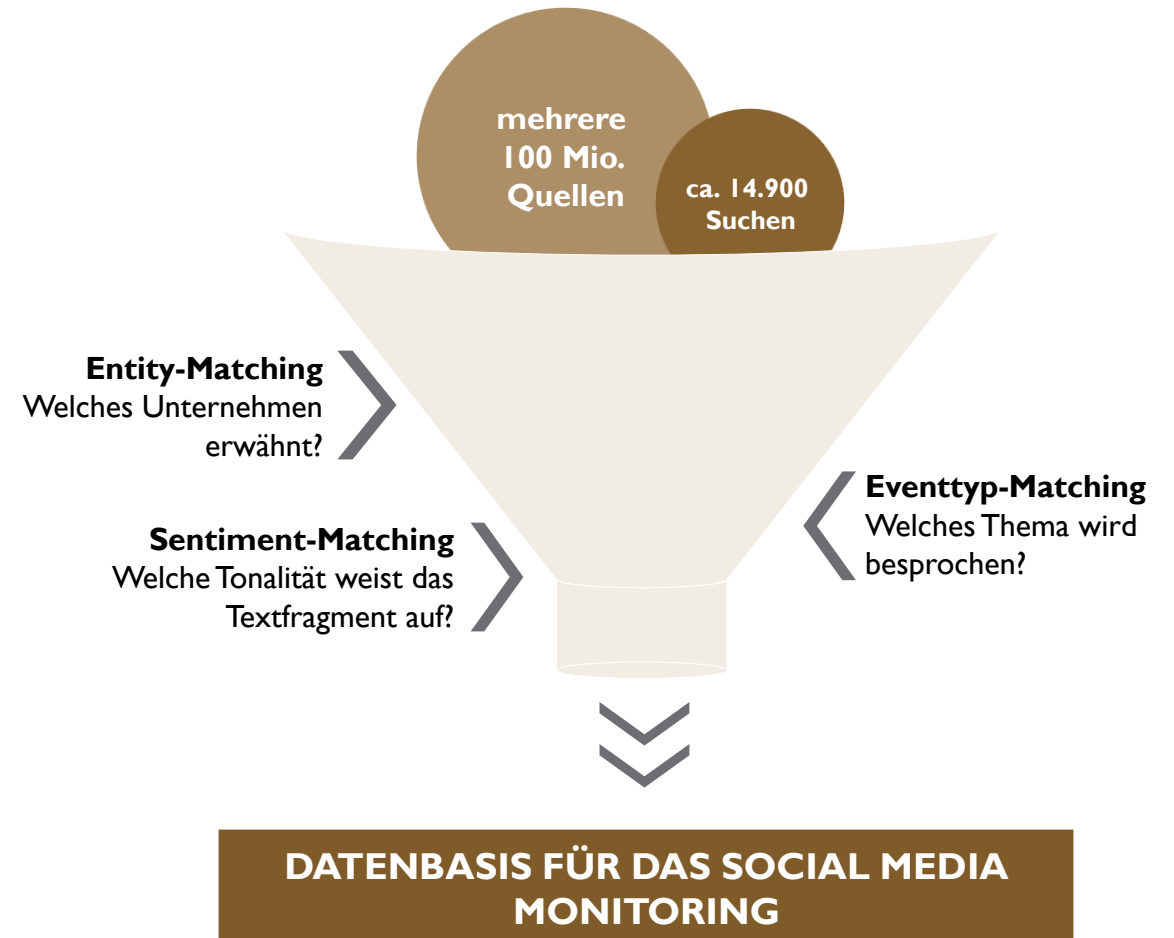 mehrere
100 Mio.
Quellen
ca. 14.900
Suchen
Entity-Matching
Welches Unternehmen
erwähnt?
Eventtyp-Matching
Welches Thema wird
besprochen?
Sentiment-Matching
Welche Tonalität weist das
Textfragment auf?
DATENBASIS FÜR DAS SOCIAL MEDIA
MONITORING